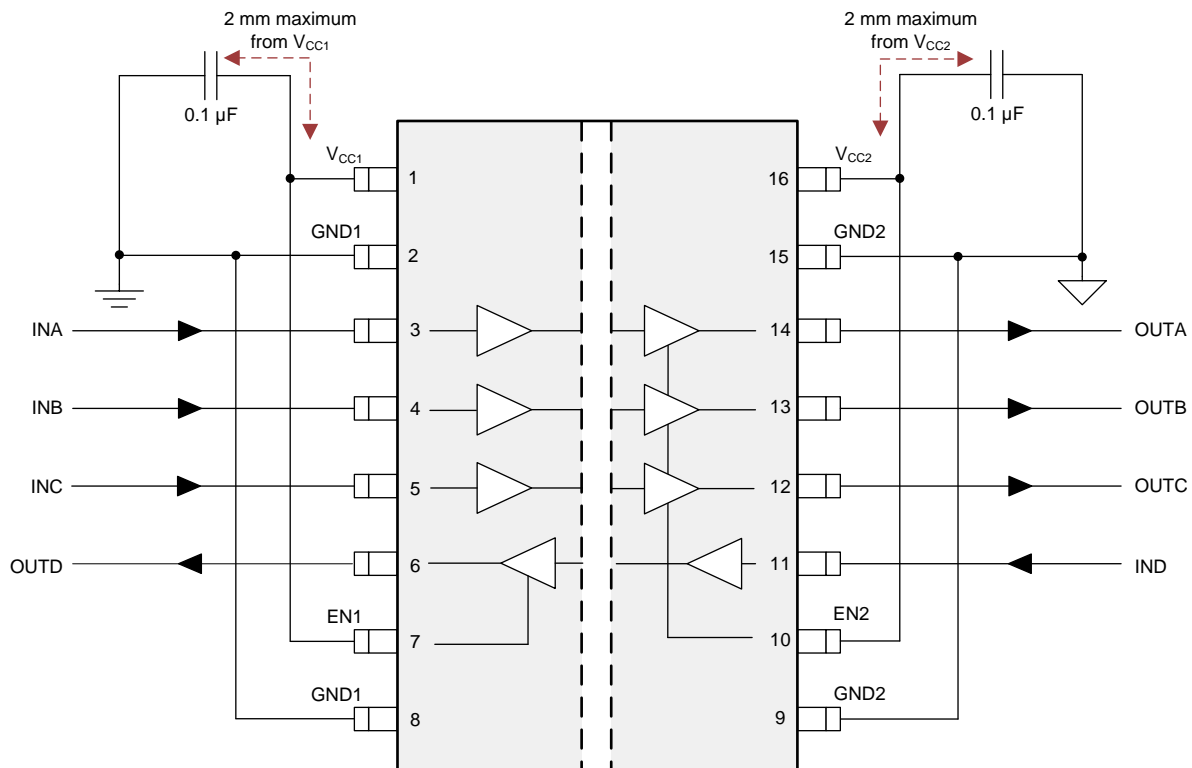 2 mm maximum
from VCC1
2 mm maximum
from VCC2
0.1 µF
0.1 µF
VCC1
1
16
VCC2
GND1
2
15
GND2
INA
3
14
OUTA
INB
4
13
OUTB
INC
5
12
OUTC
OUTD
6
11
IND
EN1
7
10
EN2
GND1
8
9
GND2